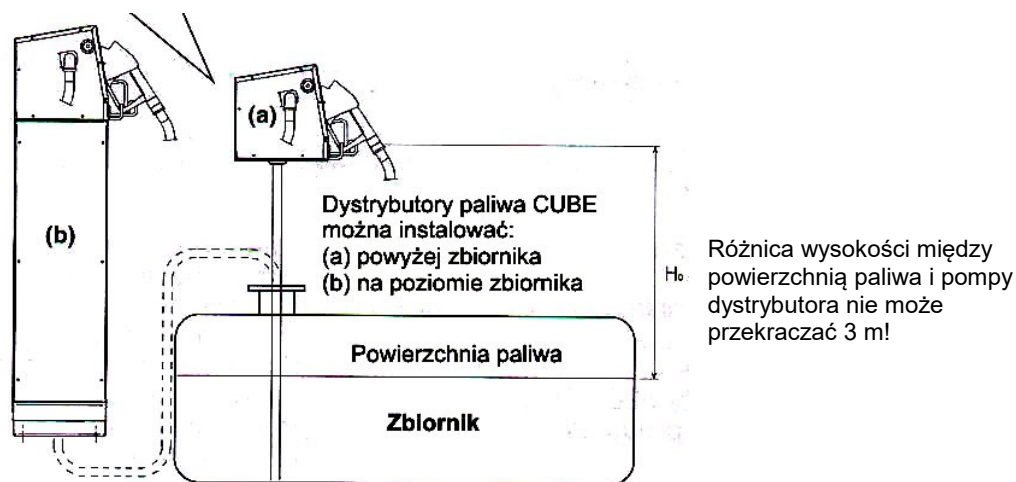 (a)
(b)
Dystrybutory paliwa CUBE
można instalować:
(a) powyżej zbiornika
(b) na poziomie zbiornika
H₀
Różnica wysokości między
powierzchnią paliwa i pompy
dystrybutora nie może
przekraczać 3 m!
Powierzchnia paliwa
Zbiornik